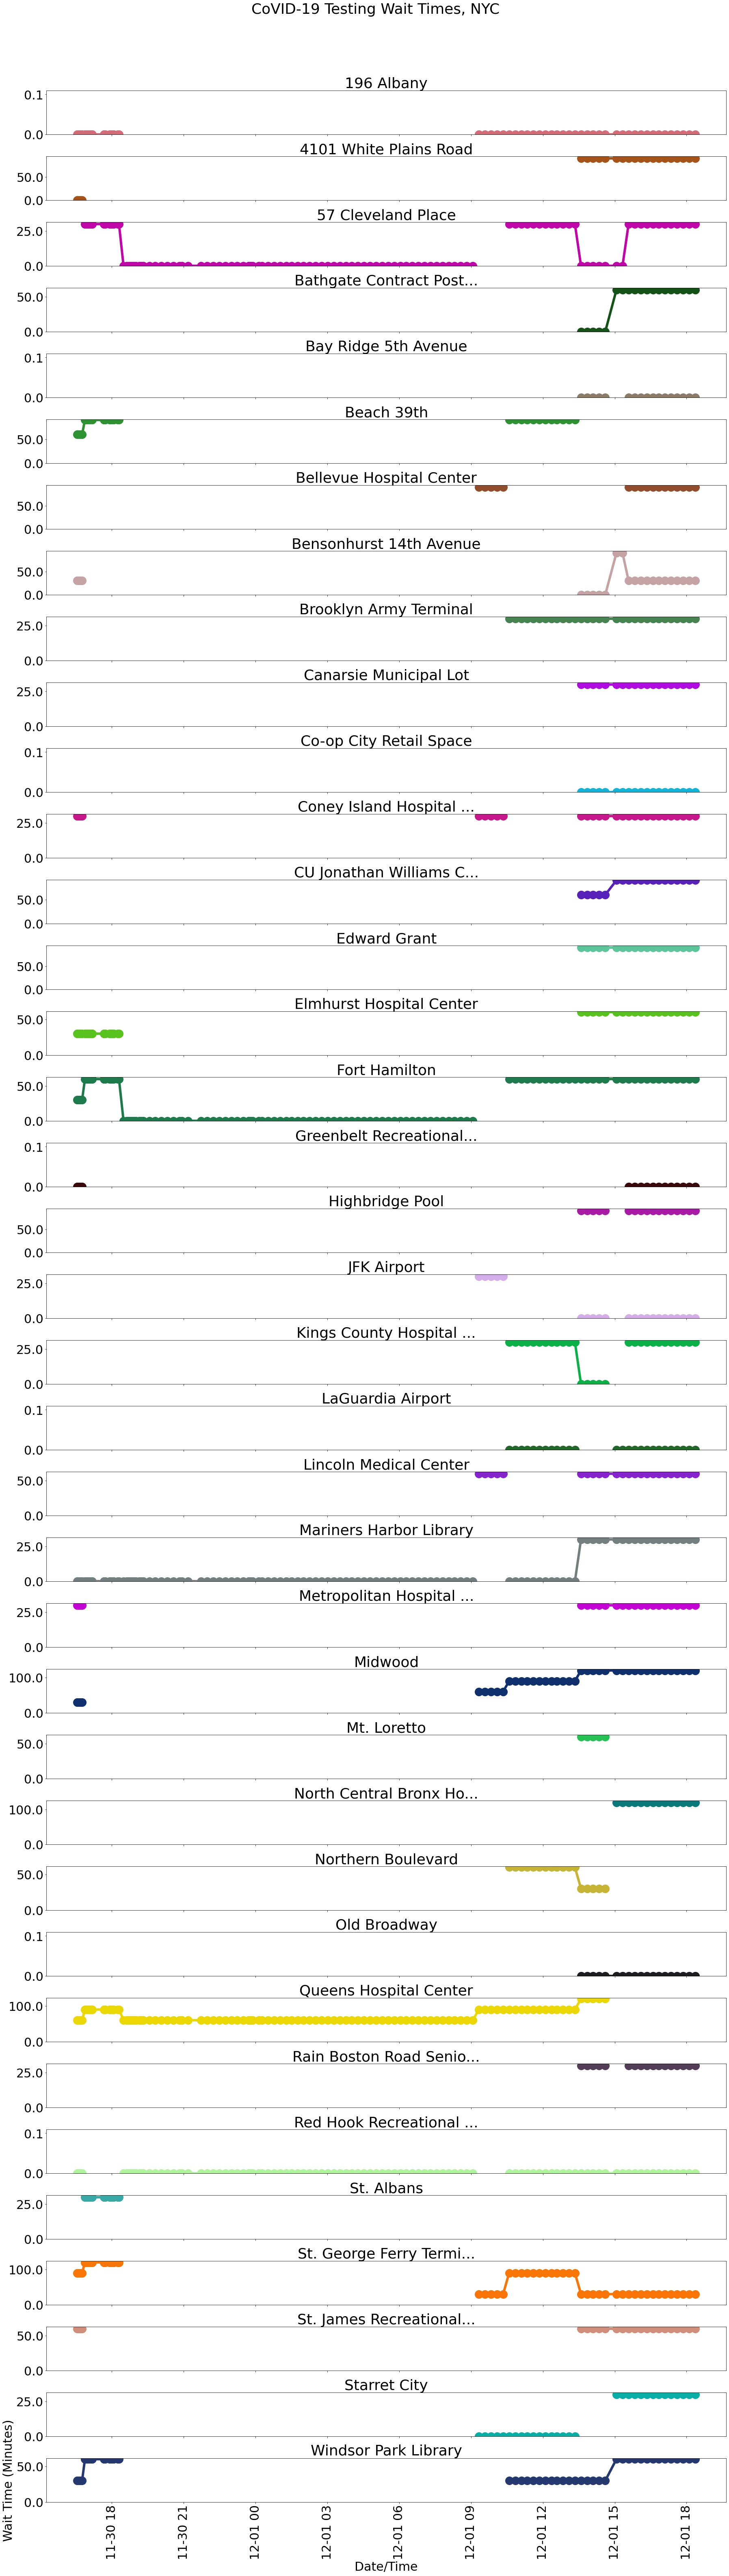 CoVID-19 Testing Wait Times, NYC
196 Albany
0.1
0.0
4101 White Plains Road
50.0
0.0
57 Cleveland Place
25.0
0.0
Bathgate Contract Post...
50.0
0.0
Bay Ridge 5th Avenue
0.1
0.0
Beach 39th
50.0
0.0
Bellevue Hospital Center
50.0
0.0
Bensonhurst 14th Avenue
50.0
0.0
Brooklyn Army Terminal
25.0
0.0
Canarsie Municipal Lot
25.0
0.0
Co-op City Retail Space
0.1
0.0
Coney Island Hospital ...
25.0
0.0
CU Jonathan Williams C...
50.0
0.0
Edward Grant
50.0
0.0
Elmhurst Hospital Center
50.0
0.0
Fort Hamilton
50.0
0.0
Greenbelt Recreational...
0.1
0.0
Highbridge Pool
50.0
0.0
JFK Airport
25.0
0.0
Kings County Hospital ...
25.0
0.0
LaGuardia Airport
0.1
0.0
Lincoln Medical Center
50.0
0.0
Mariners Harbor Library
25.0
0.0
Metropolitan Hospital ...
25.0
0.0
Midwood
100.0
0.0
Mt. Loretto
50.0
0.0
North Central Bronx Ho...
100.0
0.0
Northern Boulevard
50.0
0.0
Old Broadway
0.1
0.0
Queens Hospital Center
100.0
0.0
Rain Boston Road Senio...
25.0
0.0
Red Hook Recreational ...
0.1
0.0
St. Albans
25.0
0.0
St. George Ferry Termi...
100.0
0.0
St. James Recreational...
50.0
0.0
Starret City
25.0
0.0
Windsor Park Library
50.0
0.0
Wait Time (Minutes)
11-30 18
11-30 21
12-01 00
12-01 03
12-01 06
12-01 09
12-01 12
12-01 15
12-01 18
Date/Time